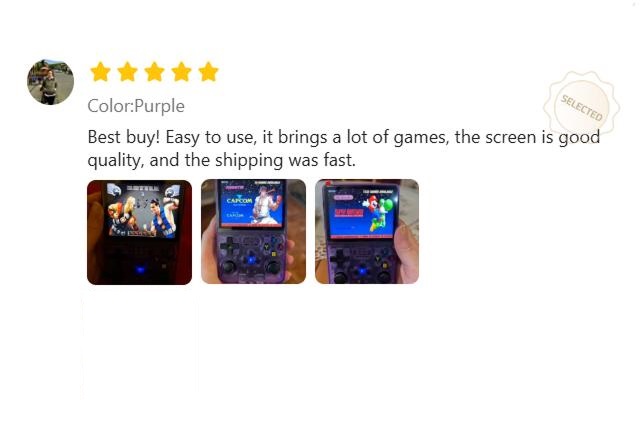 Color:Purple
SELECTED
Best buy! Easy to use, it brings a lot of games, the screen is good
quality, and the shipping was fast.
CAPCOM
CAPCOM